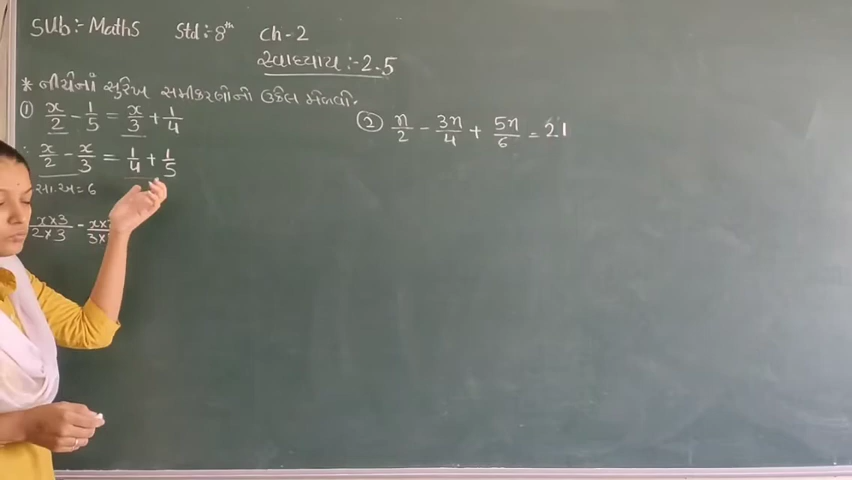 Sub:- Maths Std:- 8th Ch-2
સ્વાધ્યાય :- 2.5
* નીચેનાં સુરેખ સમીકરણોનો ઉકેલ મેળવો.
① x/2 - 1/5 = x/3 + 1/4
∴ x/2 - x/3 = 1/4 + 1/5
સા.અ = 6
x×3/2×3 - x×
② n/2 - 3n/4 + 5n/6 = 21